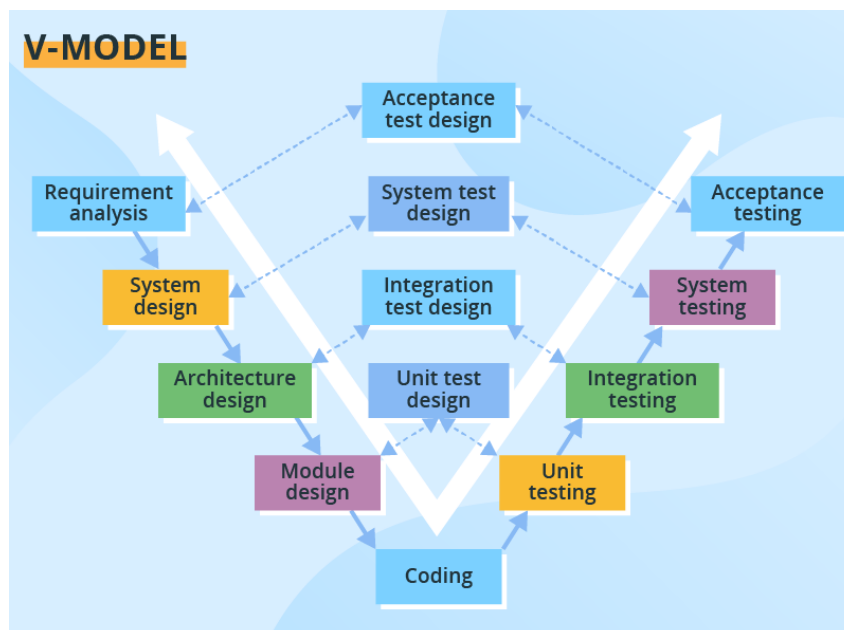 V-MODEL
Acceptance
test design
Requirement
analysis
System test
design
Acceptance
testing
System
design
Integration
test design
System
testing
Architecture
design
Unit test
design
Integration
testing
Module
design
Unit
testing
Coding